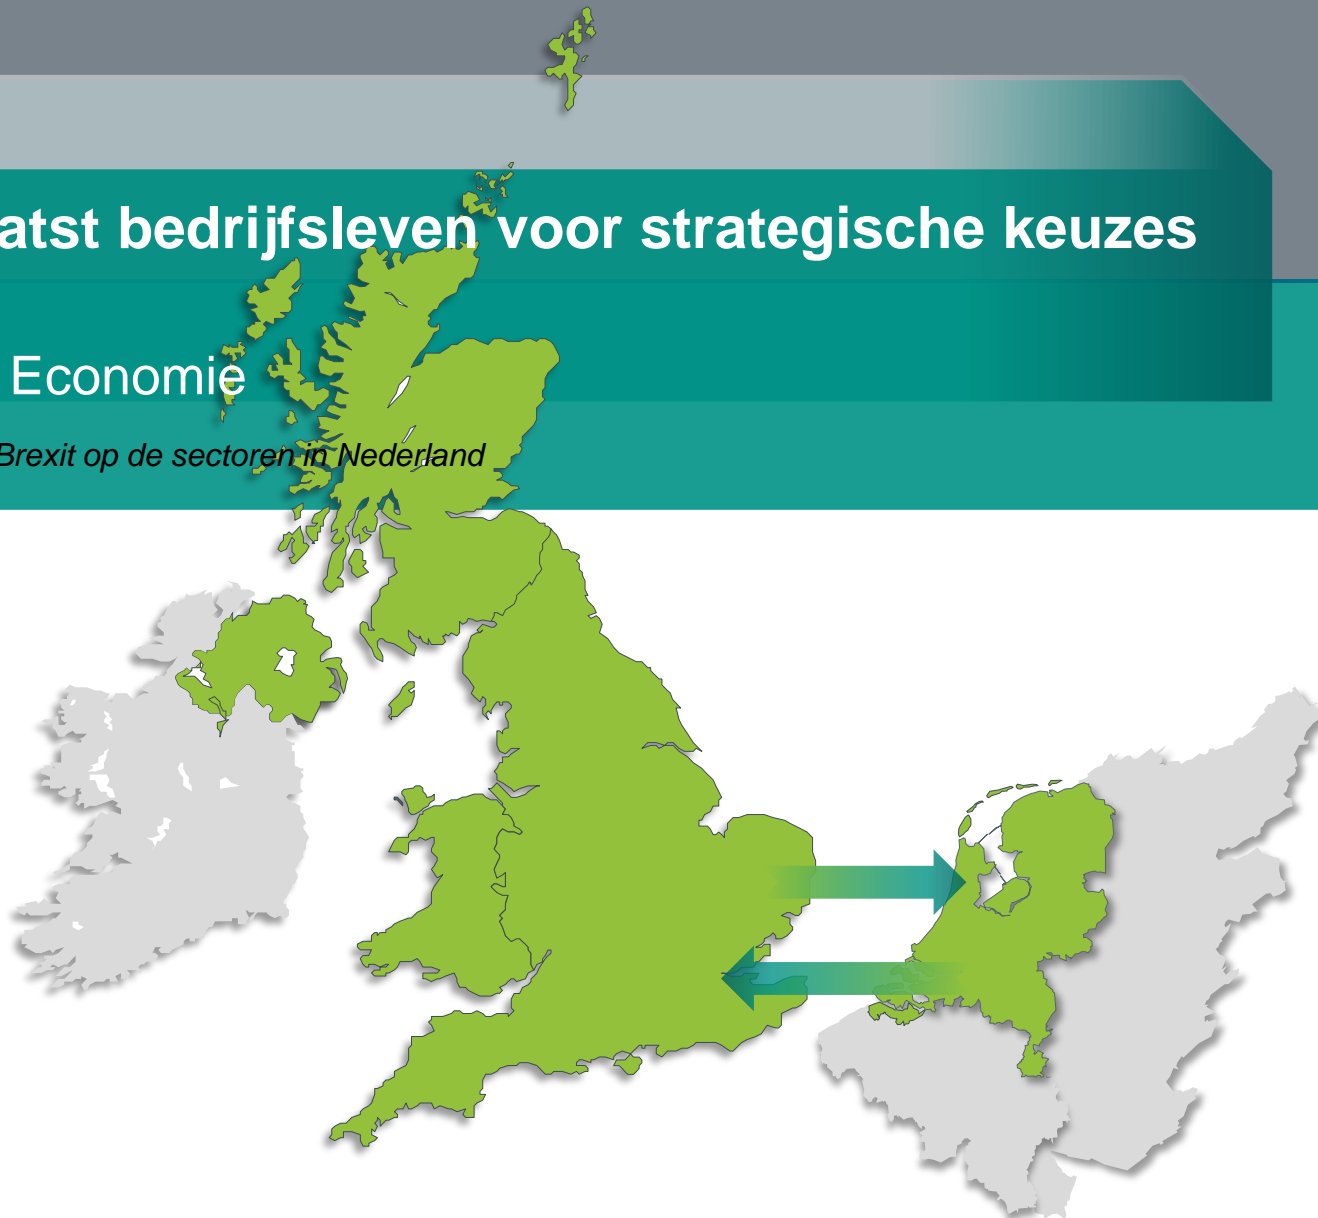 atst bedrijfsleven voor strategische keuzes
Economie
Brexit op de sectoren in Nederland